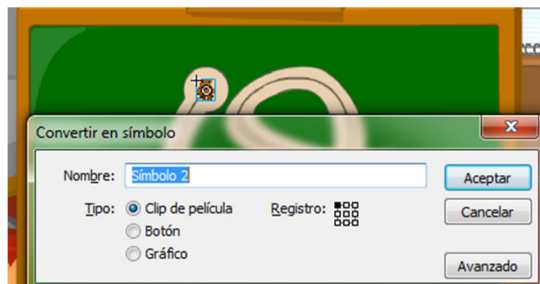 Convertir en símbolo
Nombre: Símbolo 2 Aceptar
Tipo: Clip de película Registro: Cancelar
Botón
Gráfico
Avanzado